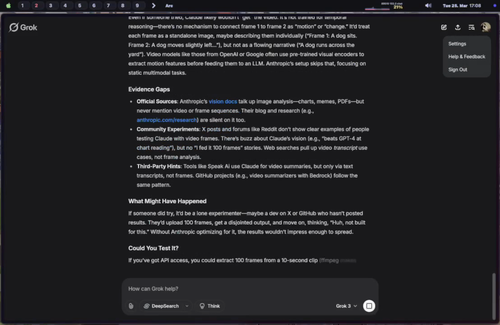 1 2 3 4 5 6 7 8 9
Arc
21%
Tue 25. Mar 17:08
Grok
Settings
Help & Feedback
Sign Out
Even if someone tried, Claude likely wouldn't "get" the video. It's not trained for temporal
reasoning—there's no mechanism to connect frame 1 to frame 2 as "motion" or "change." It'd treat
each frame as a standalone image, maybe describing them individually ("Frame 1: A dog sits.
Frame 2: A dog moves slightly left..."), but not as a flowing narrative ("A dog runs across the
yard"). Video models like those from OpenAI or Google often use pre-trained visual encoders to
extract motion features before feeding them to an LLM. Anthropic's setup skips that, focusing on
static multimodal tasks.
Evidence Gaps
• Official Sources: Anthropic's vision docs talk up image analysis—charts, memes, PDFs—but
never mention video or frame sequences. Their blog and research (e.g.,
anthropic.com/research) are silent on it too.
• Community Experiments: X posts and forums like Reddit don't show clear examples of people
testing Claude with video frames. There's buzz about Claude's vision (e.g., "beats GPT-4 at
chart reading"), but no "I fed it 100 frames" stories. Web searches pull up video transcript use
cases, not frame analysis.
• Third-Party Hints: Tools like Speak AI use Claude for video summaries, but only via text
transcripts, not frames. GitHub projects (e.g., video summarizers with Bedrock) follow the
same pattern.
What Might Have Happened
If someone did try, it'd be a lone experimenter—maybe a dev on X or GitHub who hasn't posted
results. They'd upload 100 frames, get a disjointed output, and move on, thinking, "Huh, not built
for this." Without Anthropic optimizing for it, the results wouldn't impress enough to spread.
Could You Test It?
If you've got API access, you could extract 100 frames from a 10-second clip (ffmpeg
How can Grok help?
DeepSearch
Think
Grok 3